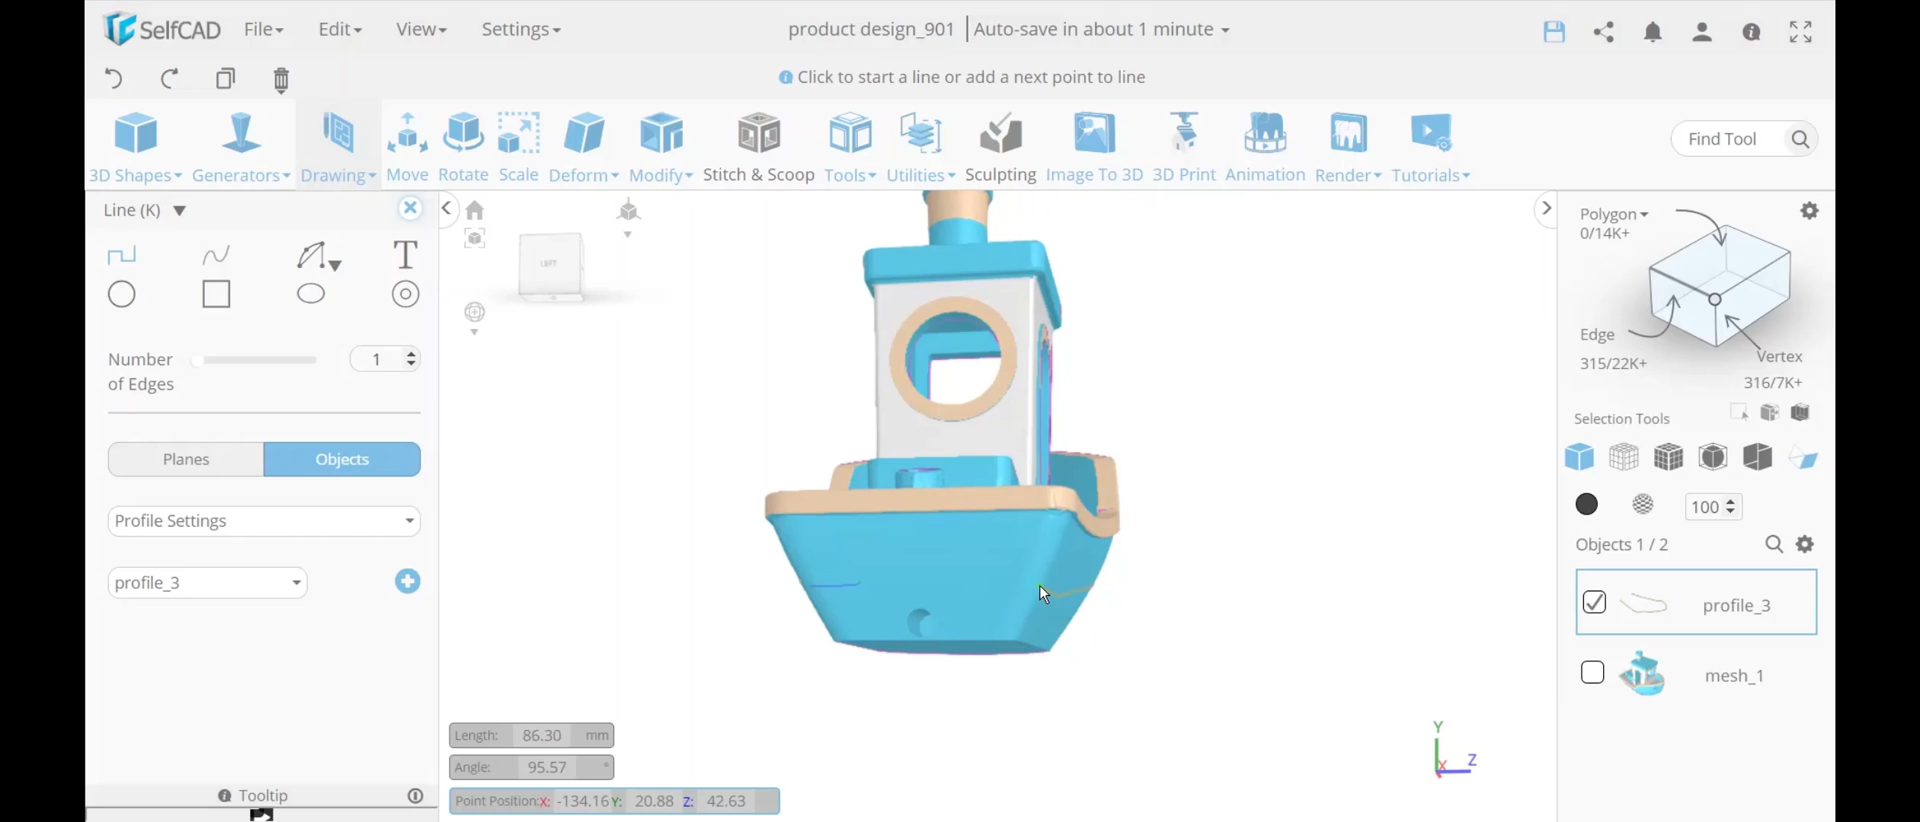 SelfCAD
File
Edit
View
Settings
product design_901
Auto-save in about 1 minute
Click to start a line or add a next point to line
3D Shapes
Generators
Drawing
Move
Rotate
Scale
Deform
Modify
Stitch & Scoop
Tools
Utilities
Sculpting
Image To 3D
3D Print
Animation
Render
Tutorials
Find Tool
Line (K)
T
Number
of Edges
1
Planes
Objects
Profile Settings
profile_3
Tooltip
LEFT
Length: 86.30 mm
Angle: 95.57 °
Point Position: X: -134.16 Y: 20.88 Z: 42.63
Y
X
Z
Polygon
0/14K+
Edge
315/22K+
Vertex
316/7K+
Selection Tools
100
Objects 1 / 2
profile_3
mesh_1